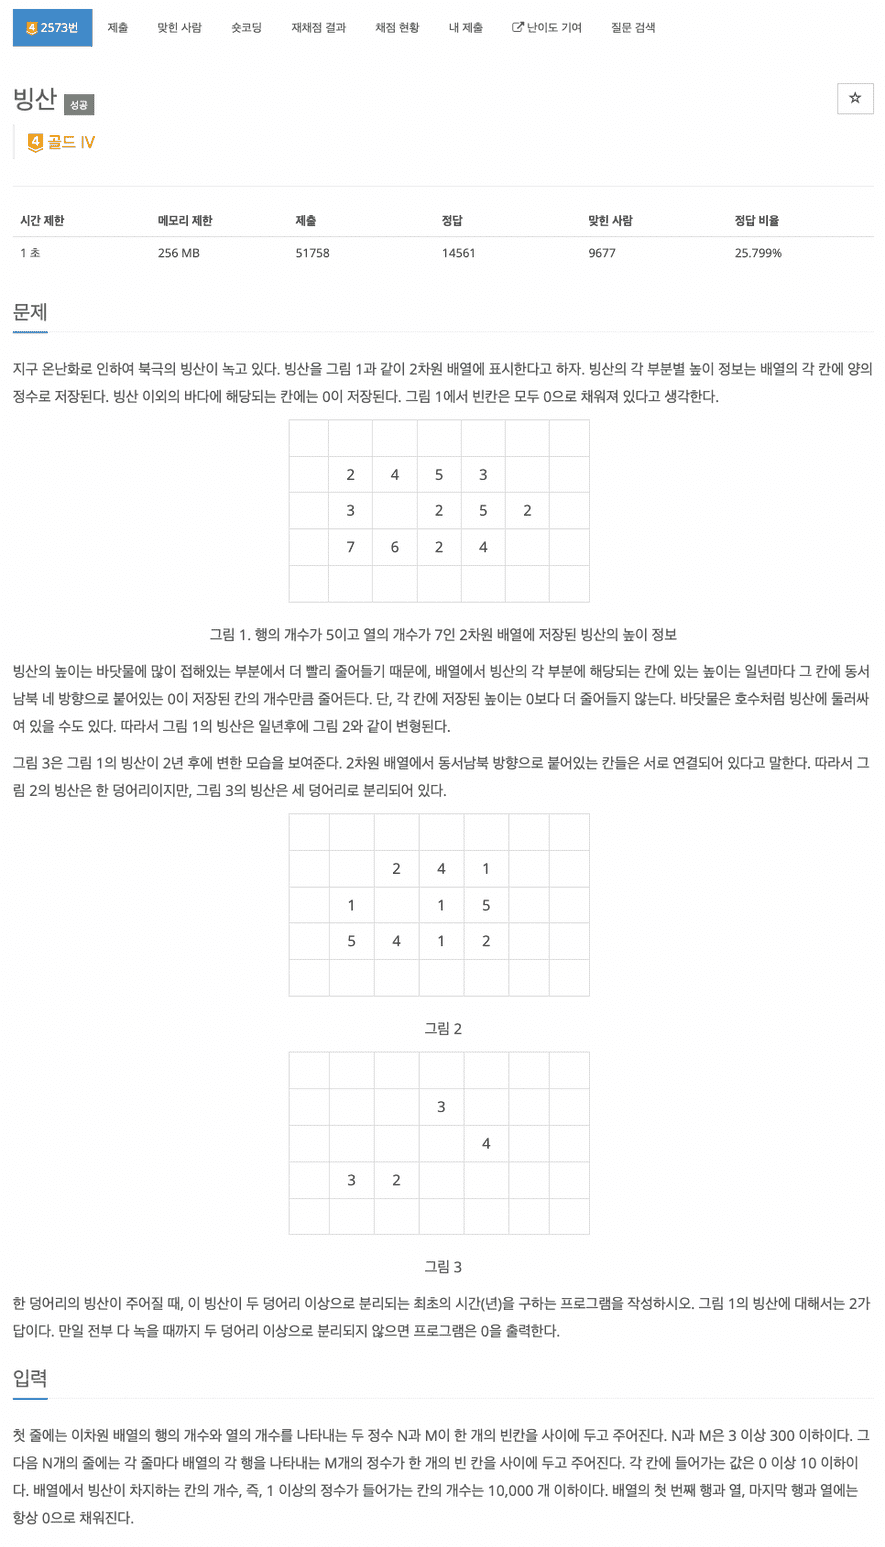 4 2573번 제출 맞힌 사람 숏코딩 재채점 결과 채점 현황 내 제출 난이도 기여 질문 검색
빙산 성공
4 골드 IV
시간 제한 메모리 제한 제출 정답 맞힌 사람 정답 비율
1 초 256 MB 51758 14561 9677 25.799%
문제
지구 온난화로 인하여 북극의 빙산이 녹고 있다. 빙산을 그림 1과 같이 2차원 배열에 표시한다고 하자. 빙산의 각 부분별 높이 정보는 배열의 각 칸에 양의
정수로 저장된다. 빙산 이외의 바다에 해당되는 칸에는 0이 저장된다. 그림 1에서 빈칸은 모두 0으로 채워져 있다고 생각한다.
2 4 5 3
3 2 5 2
7 6 2 4
그림 1. 행의 개수가 5이고 열의 개수가 7인 2차원 배열에 저장된 빙산의 높이 정보
빙산의 높이는 바닷물에 많이 접해있는 부분에서 더 빨리 줄어들기 때문에, 배열에서 빙산의 각 부분에 해당되는 칸에 있는 높이는 일년마다 그 칸에 동서
남북 네 방향으로 붙어있는 0이 저장된 칸의 개수만큼 줄어든다. 단, 각 칸에 저장된 높이는 0보다 더 줄어들지 않는다. 바닷물은 호수처럼 빙산에 둘러싸
여 있을 수도 있다. 따라서 그림 1의 빙산은 일년후에 그림 2와 같이 변형된다.
그림 3은 그림 1의 빙산이 2년 후에 변한 모습을 보여준다. 2차원 배열에서 동서남북 방향으로 붙어있는 칸들은 서로 연결되어 있다고 말한다. 따라서 그
림 2의 빙산은 한 덩어리이지만, 그림 3의 빙산은 세 덩어리로 분리되어 있다.
2 4 1
1 1 5
5 4 1 2
그림 2
3
4
3 2
그림 3
한 덩어리의 빙산이 주어질 때, 이 빙산이 두 덩어리 이상으로 분리되는 최초의 시간(년)을 구하는 프로그램을 작성하시오. 그림 1의 빙산에 대해서는 2가
답이다. 만일 전부 다 녹을 때까지 두 덩어리 이상으로 분리되지 않으면 프로그램은 0을 출력한다.
입력
첫 줄에는 이차원 배열의 행의 개수와 열의 개수를 나타내는 두 정수 N과 M이 한 개의 빈칸을 사이에 두고 주어진다. N과 M은 3 이상 300 이하이다. 그
다음 N개의 줄에는 각 줄마다 배열의 각 행을 나타내는 M개의 정수가 한 개의 빈 칸을 사이에 두고 주어진다. 각 칸에 들어가는 값은 0 이상 10 이하이
다. 배열에서 빙산이 차지하는 칸의 개수, 즉, 1 이상의 정수가 들어가는 칸의 개수는 10,000 개 이하이다. 배열의 첫 번째 행과 열, 마지막 행과 열에는
항상 0으로 채워진다.